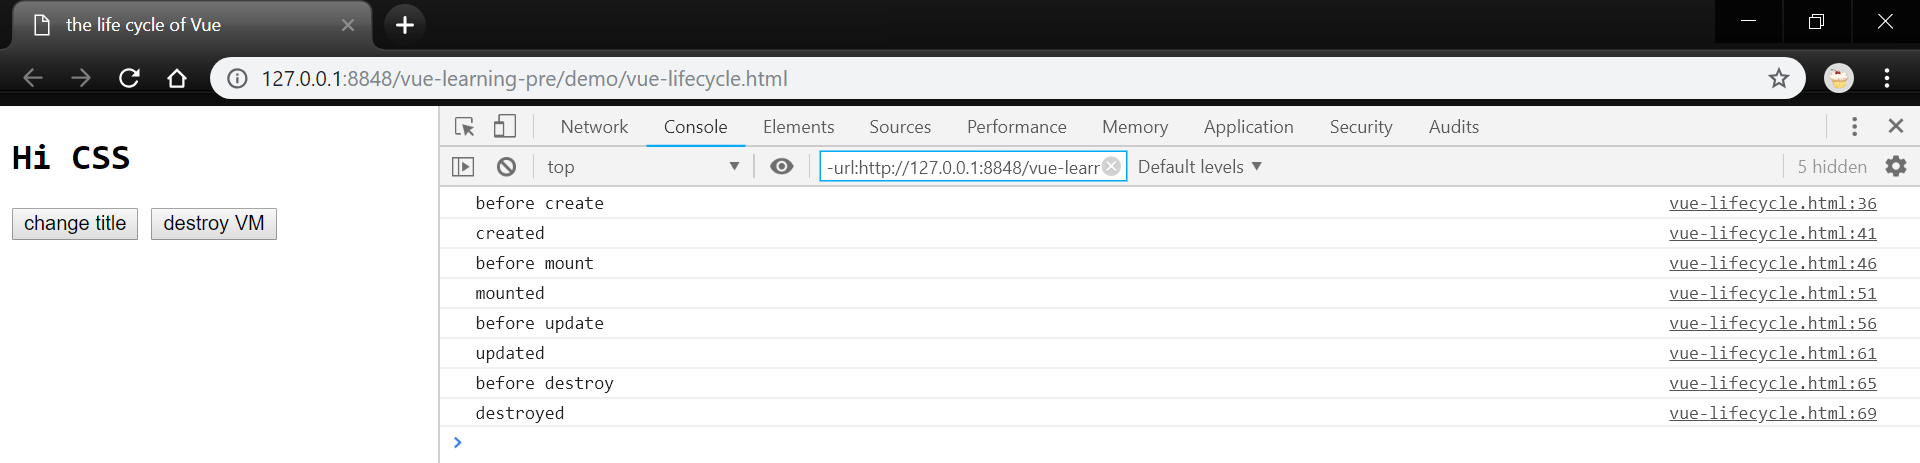 the life cycle of Vue
127.0.0.1:8848/vue-learning-pre/demo/vue-lifecycle.html
Hi CSS
change title destroy VM
Network Console Elements Sources Performance Memory Application Security Audits
top -url:http://127.0.0.1:8848/vue-learr Default levels 5 hidden
before create vue-lifecycle.html:36
created vue-lifecycle.html:41
before mount vue-lifecycle.html:46
mounted vue-lifecycle.html:51
before update vue-lifecycle.html:56
updated vue-lifecycle.html:61
before destroy vue-lifecycle.html:65
destroyed vue-lifecycle.html:69